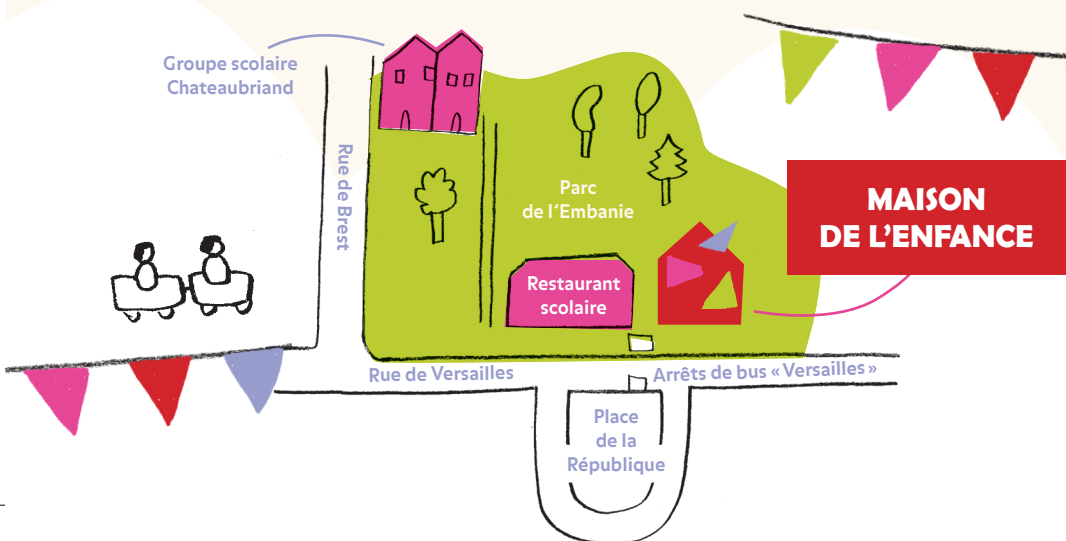 Groupe scolaire
Chateaubriand
Rue de Brest
Parc
de l'Embanie
MAISON
DE L'ENFANCE
Restaurant
scolaire
Rue de Versailles
Arrêts de bus « Versailles »
Place
de la
République